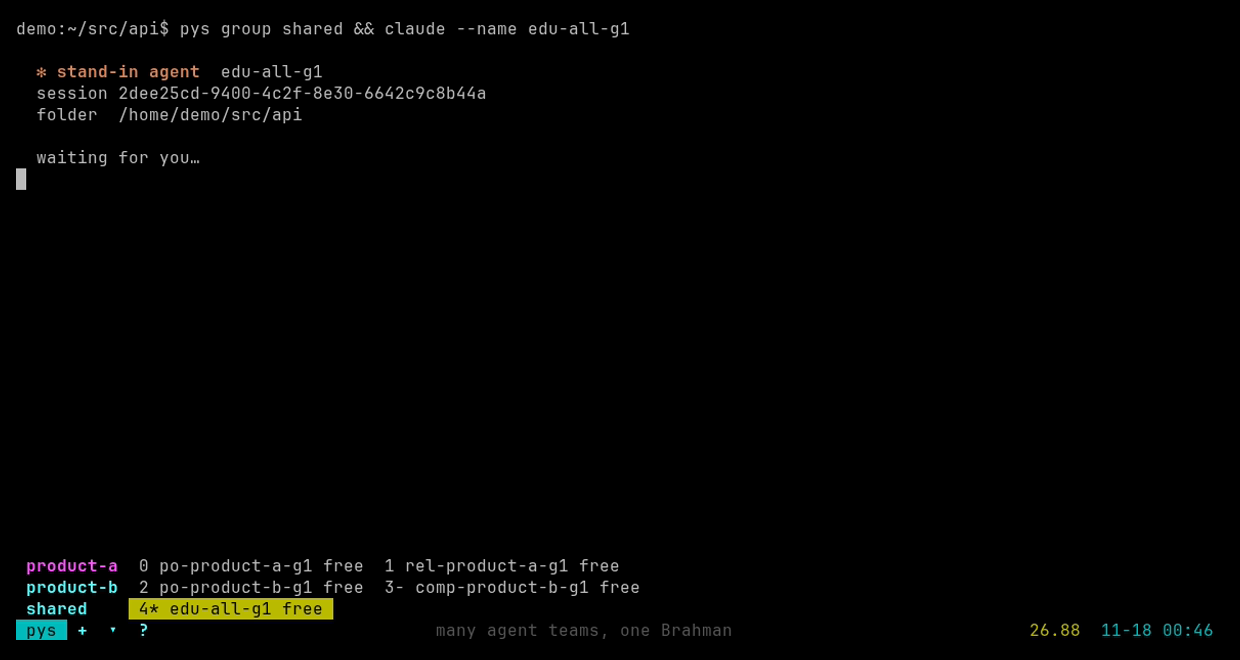 demo:~/src/api$ pys group shared && claude --name edu-all-g1
✻ stand-in agent  edu-all-g1
session 2dee25cd-9400-4c2f-8e30-6642c9c8b44a
folder  /home/demo/src/api
waiting for you…
product-a  0 po-product-a-g1 free  1 rel-product-a-g1 free
product-b  2 po-product-b-g1 free  3- comp-product-b-g1 free
shared  4* edu-all-g1 free
pys + ▾ ? many agent teams, one Brahman 26.88 11-18 00:46